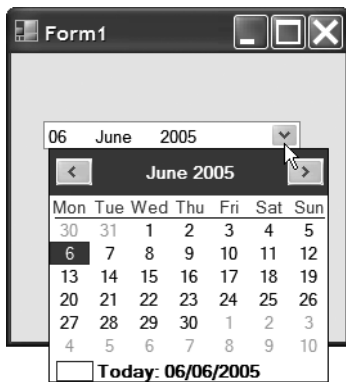 Form1
06 June 2005
June 2005
Mon Tue Wed Thu Fri Sat Sun
30 31 1 2 3 4 5
6 7 8 9 10 11 12
13 14 15 16 17 18 19
20 21 22 23 24 25 26
27 28 29 30 1 2 3
4 5 6 7 8 9 10
Today: 06/06/2005